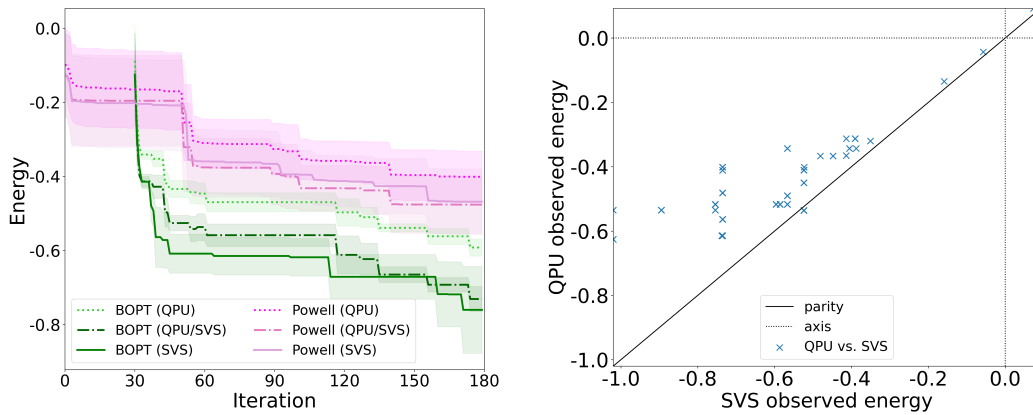 0.0
-0.2
-0.4
-0.6
-0.8
Energy
BOPT (QPU)
BOPT (QPU/SVS)
BOPT (SVS)
Powell (QPU)
Powell (QPU/SVS)
Powell (SVS)
0 30 60 90 120 150 180
Iteration
0.0
-0.2
-0.4
-0.6
-0.8
-1.0
QPU observed energy
parity
axis
QPU vs. SVS
-1.0 -0.8 -0.6 -0.4 -0.2 0.0
SVS observed energy